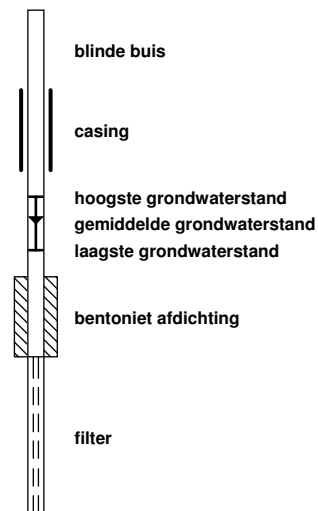 blinde buis
casing
hoogste grondwaterstand
gemiddelde grondwaterstand
laagste grondwaterstand
bentoniet afdichting
filter